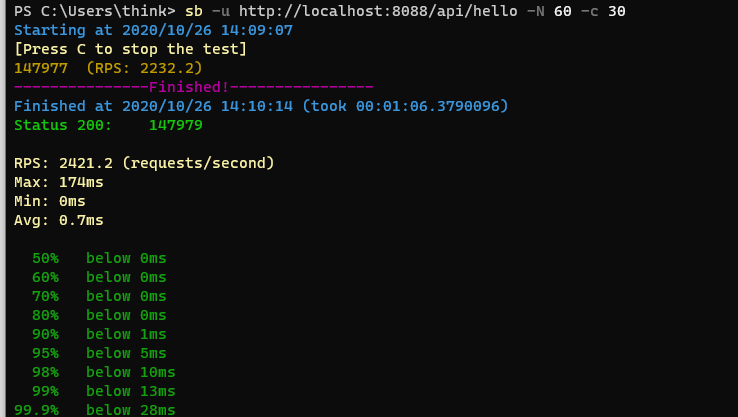 PS C:\Users\think> sb -u http://localhost:8088/api/hello -N 60 -c 30
Starting at 2020/10/26 14:09:07
[Press C to stop the test]
147977  (RPS: 2232.2)
---------------Finished!----------------
Finished at 2020/10/26 14:10:14 (took 00:01:06.3790096)
Status 200:    147979

RPS: 2421.2 (requests/second)
Max: 174ms
Min: 0ms
Avg: 0.7ms

  50%   below 0ms
  60%   below 0ms
  70%   below 0ms
  80%   below 0ms
  90%   below 1ms
  95%   below 5ms
  98%   below 10ms
  99%   below 13ms
99.9%   below 28ms